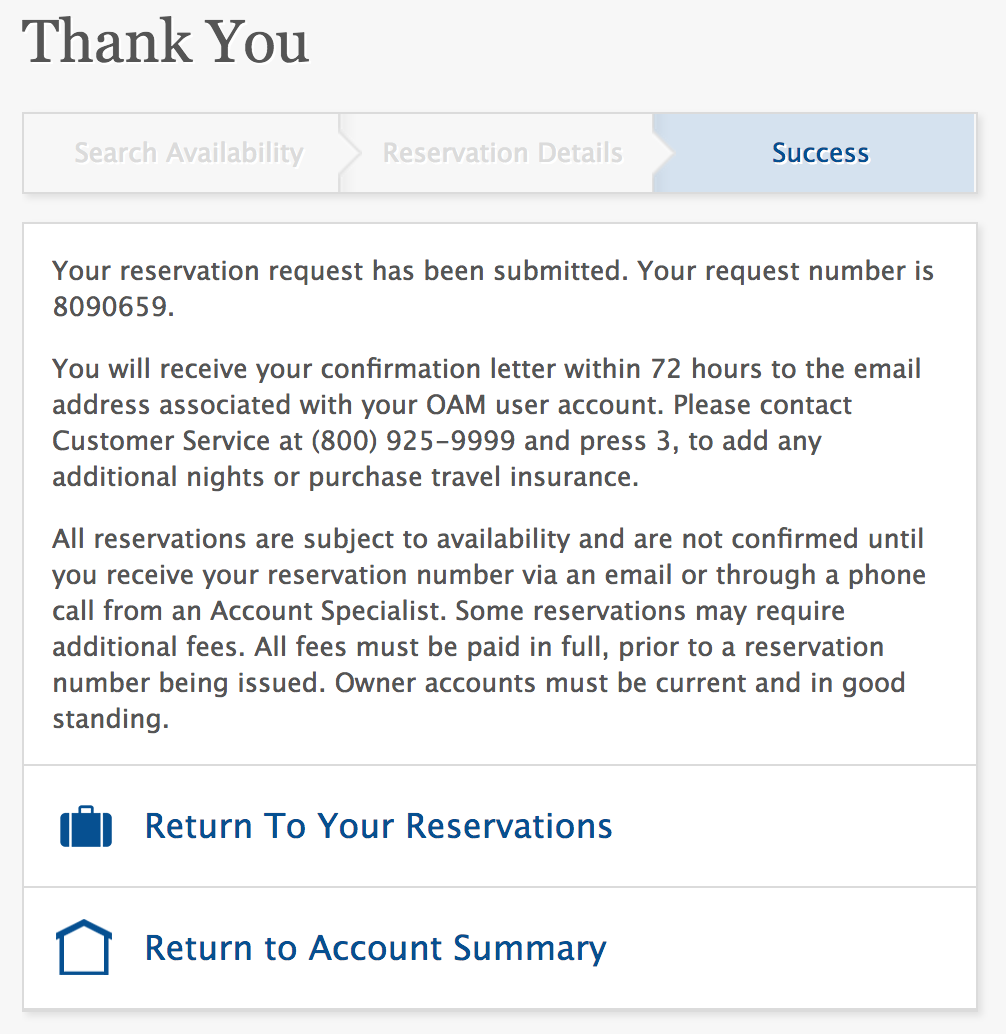 Thank You
Search Availability
Reservation Details
Success
Your reservation request has been submitted. Your request number is
8090659.
You will receive your confirmation letter within 72 hours to the email
address associated with your OAM user account. Please contact
Customer Service at (800) 925-9999 and press 3, to add any
additional nights or purchase travel insurance.
All reservations are subject to availability and are not confirmed until
you receive your reservation number via an email or through a phone
call from an Account Specialist. Some reservations may require
additional fees. All fees must be paid in full, prior to a reservation
number being issued. Owner accounts must be current and in good
standing.
Return To Your Reservations
Return to Account Summary